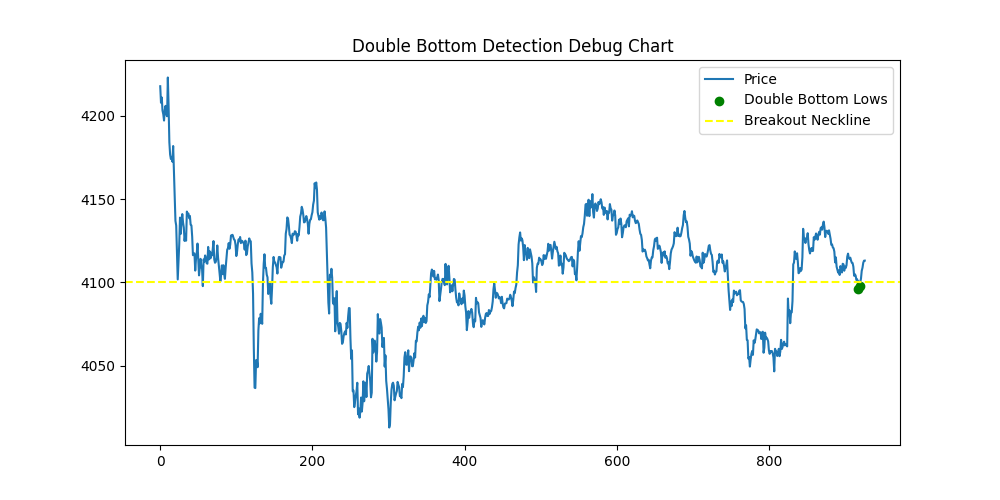 Double Bottom Detection Debug Chart
Price
Double Bottom Lows
Breakout Neckline
4200
4150
4100
4050
0 200 400 600 800